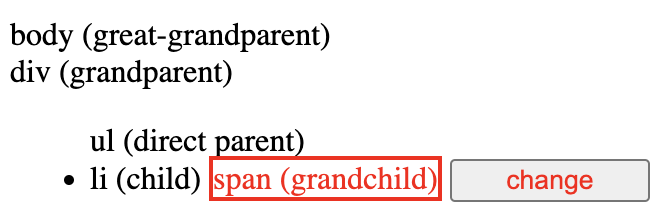 body (great-grandparent)
div (grandparent)
ul (direct parent)
li (child) span (grandchild) change